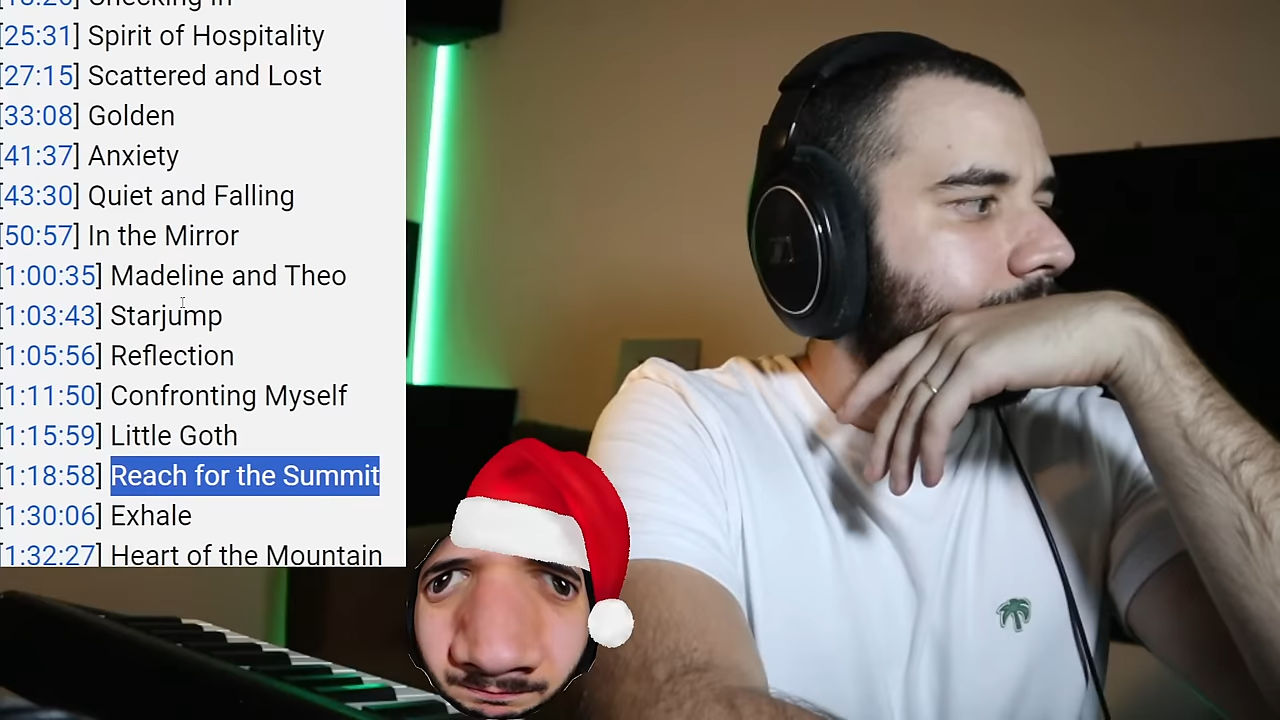 [25:31] Spirit of Hospitality
[27:15] Scattered and Lost
[33:08] Golden
[41:37] Anxiety
[43:30] Quiet and Falling
[50:57] In the Mirror
[1:00:35] Madeline and Theo
[1:03:43] Starjump
[1:05:56] Reflection
[1:11:50] Confronting Myself
[1:15:59] Little Goth
[1:18:58] Reach for the Summit
[1:30:06] Exhale
[1:32:27] Heart of the Mountain